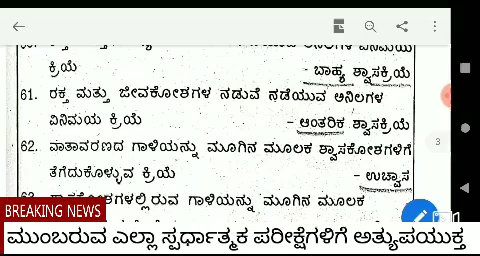 ಕ್ರಿಯೆ - ಬಾಹ್ಯ ಶ್ವಾಸಕ್ರಿಯೆ
61. ರಕ್ತ ಮತ್ತು ಜೀವಕೋಶಗಳ ನಡುವೆ ನಡೆಯುವ ಅನಿಲಗಳ
ವಿನಿಮಯ ಕ್ರಿಯೆ - ಆಂತರಿಕ ಶ್ವಾಸಕ್ರಿಯೆ
62. ವಾತಾವರಣದ ಗಾಳಿಯನ್ನು ಮೂಗಿನ ಮೂಲಕ ಶ್ವಾಸಕೋಶಗಳಿಗೆ
3
ತೆಗೆದುಕೊಳ್ಳುವ ಕ್ರಿಯೆ - ಉಚ್ವಾಸ
ಗಾಳಿಯನ್ನು ಮೂಗಿನ ಮೂಲಕ
BREAKING NEWS
ಮುಂಬರುವ ಎಲ್ಲಾ ಸ್ಪರ್ಧಾತ್ಮಕ ಪರೀಕ್ಷೆಗಳಿಗೆ ಅತ್ಯುಪಯುಕ್ತ